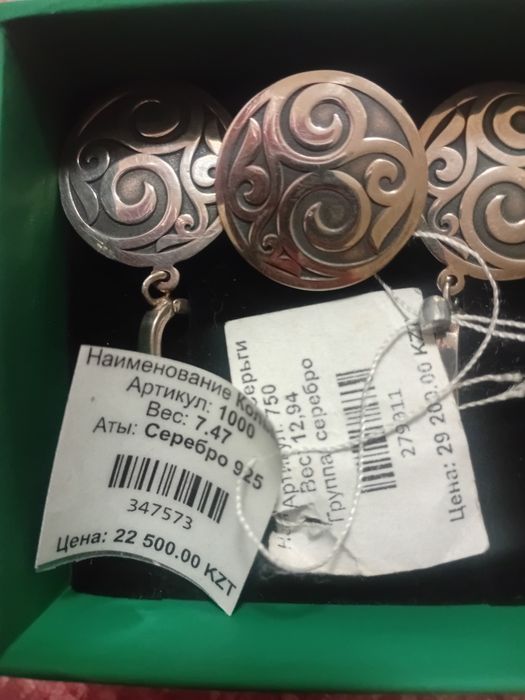 Наименование Кол
Артикул: 1000
Вес: 7.47
Аты: Серебро 925
347573
Цена: 22 500.00 KZT
серьги
Артикул: 750
Вес: 12,94
Группа: серебро
Цена: 29 200.00 KZT